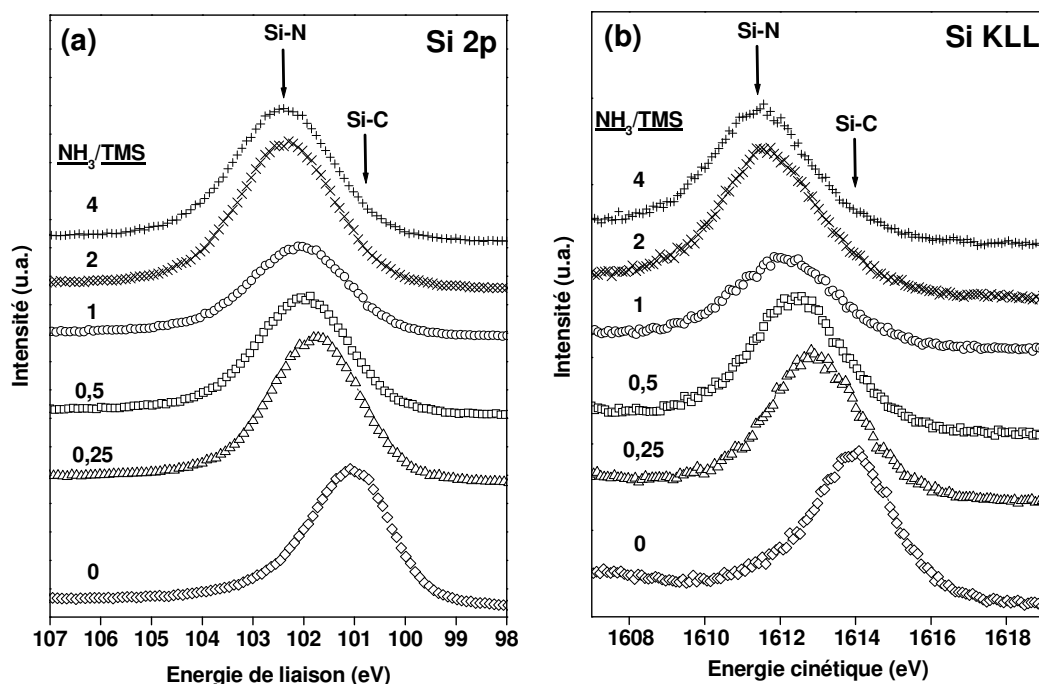 (a)
Si 2p
Si-N
Si-C
NH₃/TMS
4
2
1
0,5
0,25
0
Intensité (u.a.)
107 106 105 104 103 102 101 100 99 98
Energie de liaison (eV)
(b)
Si KLL
Si-N
Si-C
NH₃/TMS
4
2
1
0,5
0,25
0
Intensité (u.a.)
1608 1610 1612 1614 1616 1618
Energie cinétique (eV)